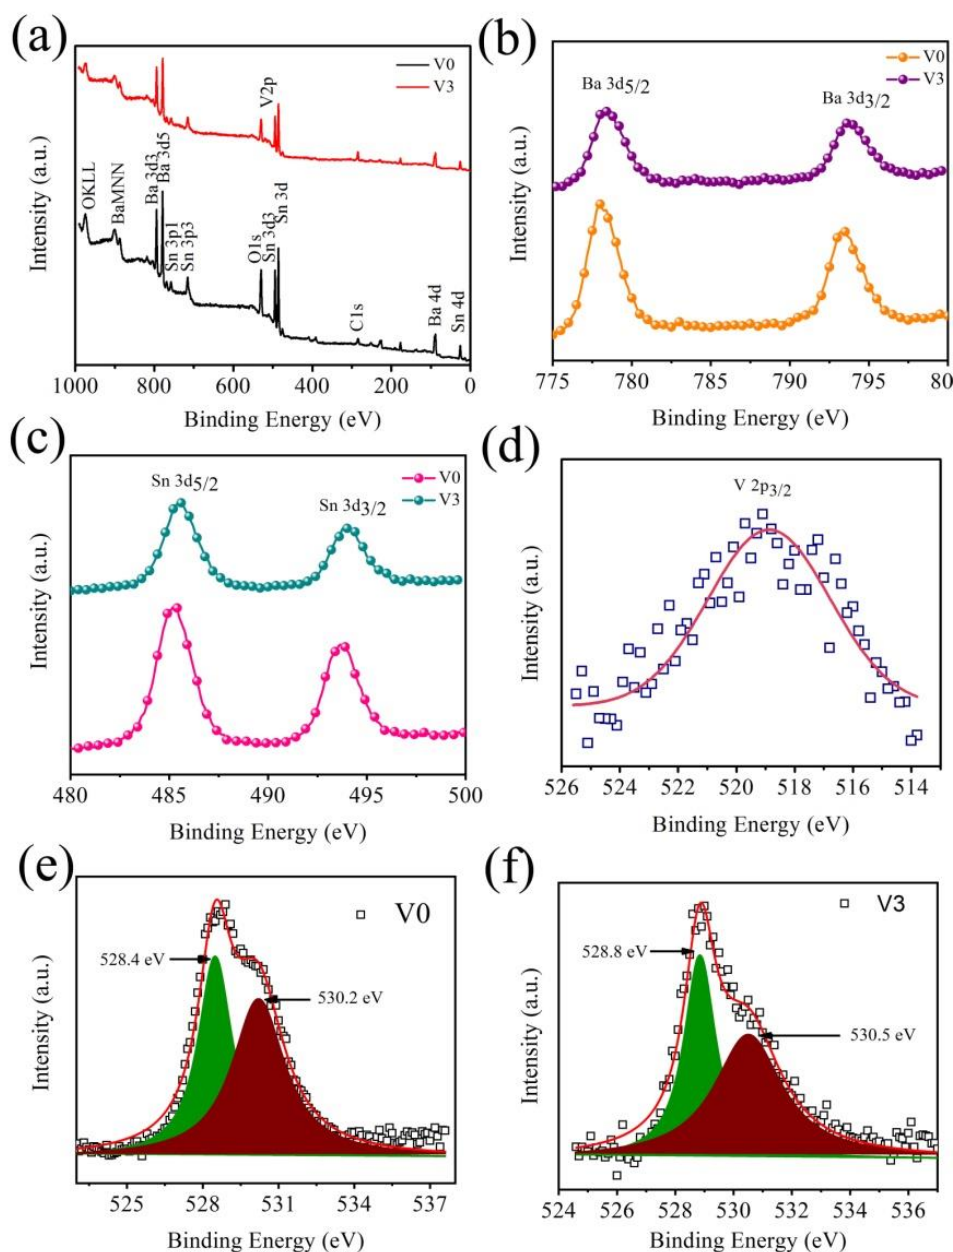 (a)
V0
V3
OKLL
BaMNN
Ba 3d3
Ba 3d5
Sn 3p1
Sn 3p3
V2p
O1s
Sn 3d3
Sn 3d
C1s
Ba 4d
Sn 4d
Intensity (a.u.)
1000 800 600 400 200 0
Binding Energy (eV)
(b)
V0
V3
Ba 3d5/2
Ba 3d3/2
Intensity (a.u.)
775 780 785 790 795 80
Binding Energy (eV)
(c)
V0
V3
Sn 3d5/2
Sn 3d3/2
Intensity (a.u.)
480 485 490 495 500
Binding Energy (eV)
(d)
V 2p3/2
Intensity (a.u.)
526 524 522 520 518 516 514
Binding Energy (eV)
(e)
V0
528.4 eV
530.2 eV
Intensity (a.u.)
525 528 531 534 537
Binding Energy (eV)
(f)
V3
528.8 eV
530.5 eV
Intensity (a.u.)
524 526 528 530 532 534 536
Binding Energy (eV)